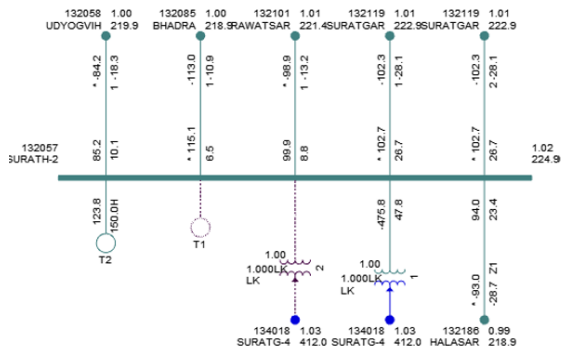 132058 1.00
UDYOGVIH 219.9
132085 1.00
BHADRA 218.9
132101 1.01
RAWATSAR 221.4
132119 1.01
SURATGAR 222.9
132119 1.01
SURATGAR 222.9
* -84.2
1 -18.3
-113.0
1 -10.9
* -98.9
1 -13.2
-102.3
1 -28.1
-102.3
2 -28.1
132057
SURATH-2
85.2
10.1
* 115.1
6.5
99.9
8.8
* 102.7
26.7
* 102.7
26.7
1.02
224.9
123.8
150.0H
T2
T1
1.00
1.000LK
LK
2
-475.8
47.8
1.00
1.000LK
LK
1
94.0
23.4
* -93.0
-28.7 Z1
134018 1.03
SURATG-4 412.0
134018 1.03
SURATG-4 412.0
132186 0.99
HALASAR 218.9